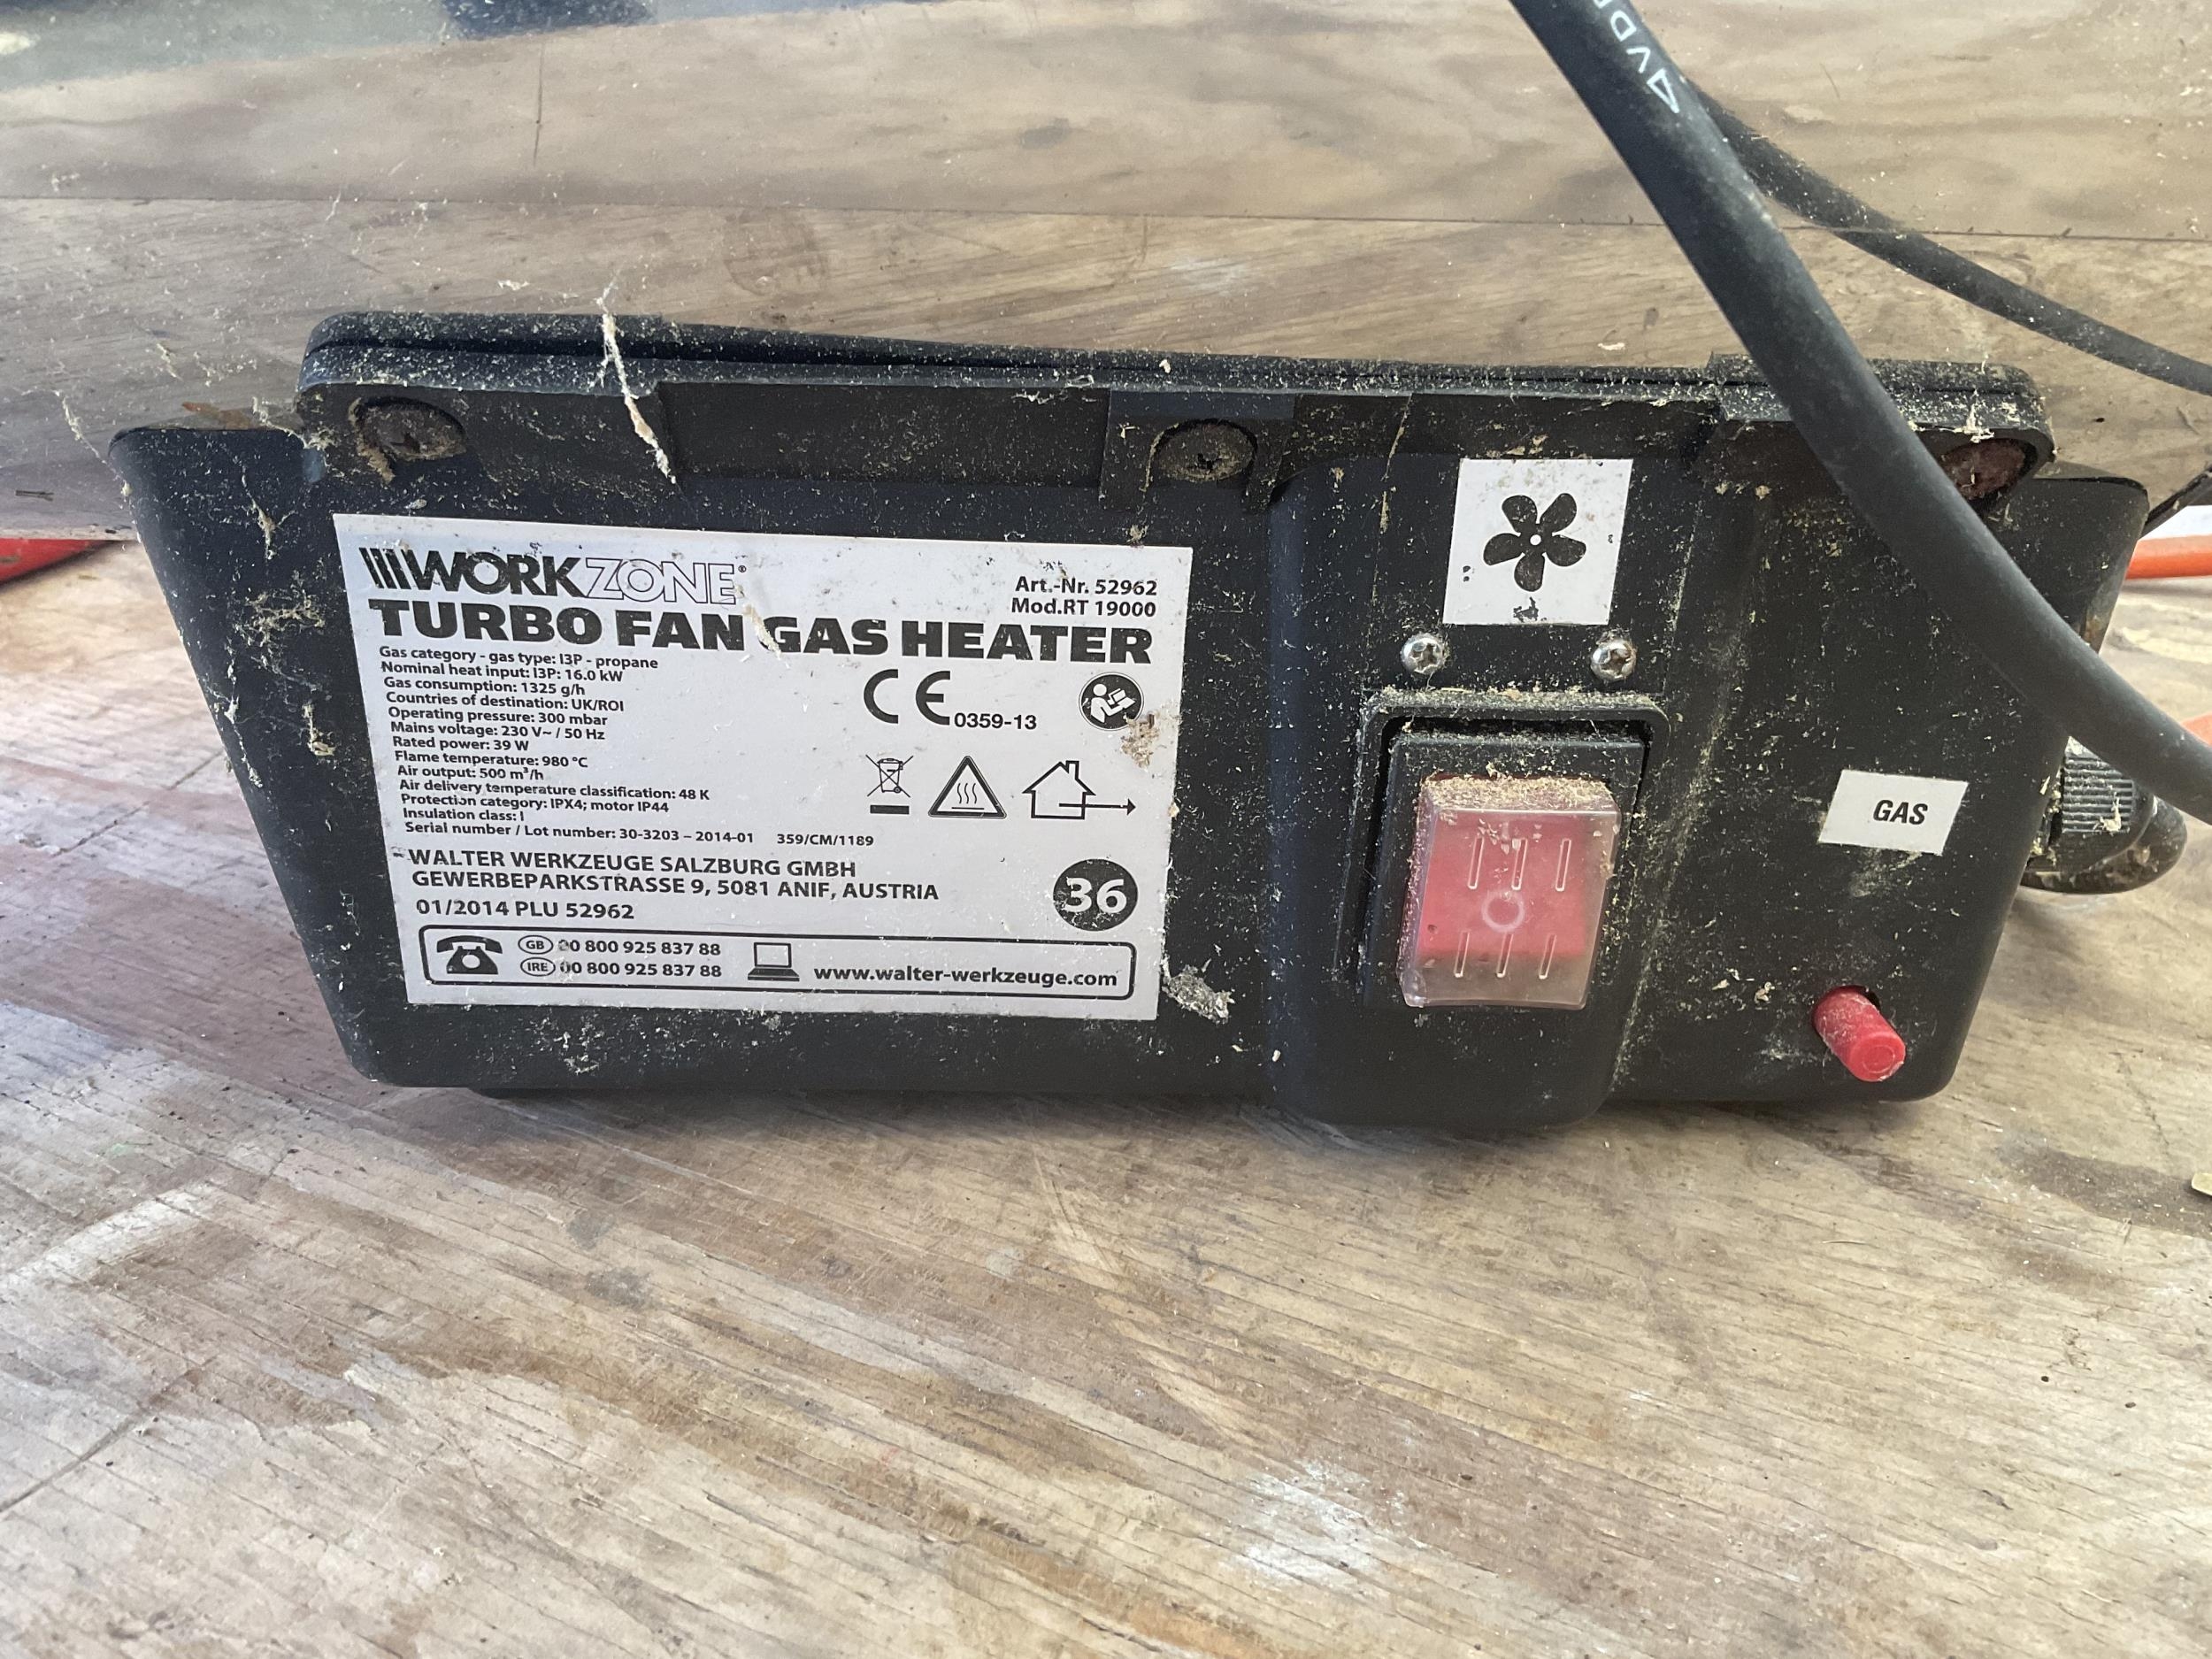 WORKZONE®
Art.-Nr. 52962
Mod.RT 19000
TURBO FAN GAS HEATER
Gas category - gas type: I3P - propane
Nominal heat input: I3P: 16.0 kW
Gas consumption: 1325 g/h
Countries of destination: UK/ROI
Operating pressure: 300 mbar
Mains voltage: 230 V~ / 50 Hz
Rated power: 39 W
Flame temperature: 980 °C
Air output: 500 m³/h
Air delivery temperature classification: 48 K
Protection category: IPX4; motor IP44
Insulation class: I
Serial number / Lot number: 30-3203 – 2014-01 359/CM/1189
CE 0359-13
WALTER WERKZEUGE SALZBURG GMBH
GEWERBEPARKSTRASSE 9, 5081 ANIF, AUSTRIA
01/2014 PLU 52962
36
GB 00 800 925 837 88
IRE 00 800 925 837 88
www.walter-werkzeuge.com
GAS